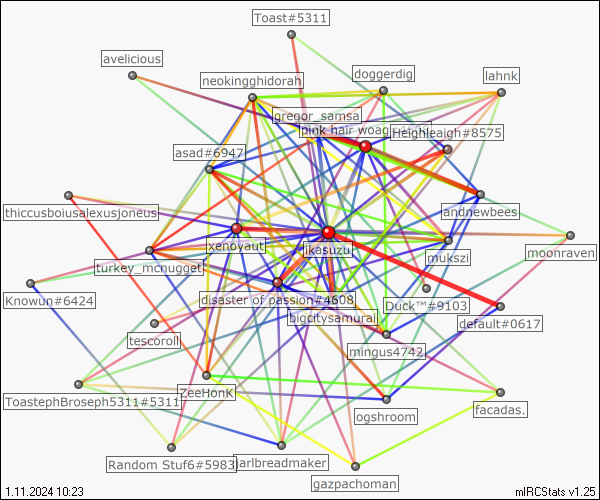 Toast#5311
avelicious
doggerdig
neokingghidorah
lahnk
gregor_samsa
pink hair woag
Heighleaigh#8575
asad#6947
thiccusboiusalexusjoneus
andnewbees
xenoyaut
ikasuzu
mukszi
moonraven
turkey_mcnugget
Knowun#6424
disaster of passion#4608
Duck™#9103
bigcitysamurai
default#0617
tescoroll
mingus4742
ToastephBroseph5311#5311
ZeeHonK
ogshroom
facadas.
Random Stuf6#5983
jarlbreadmaker
gazpachoman
1.11.2024 10:23
mIRCStats v1.25